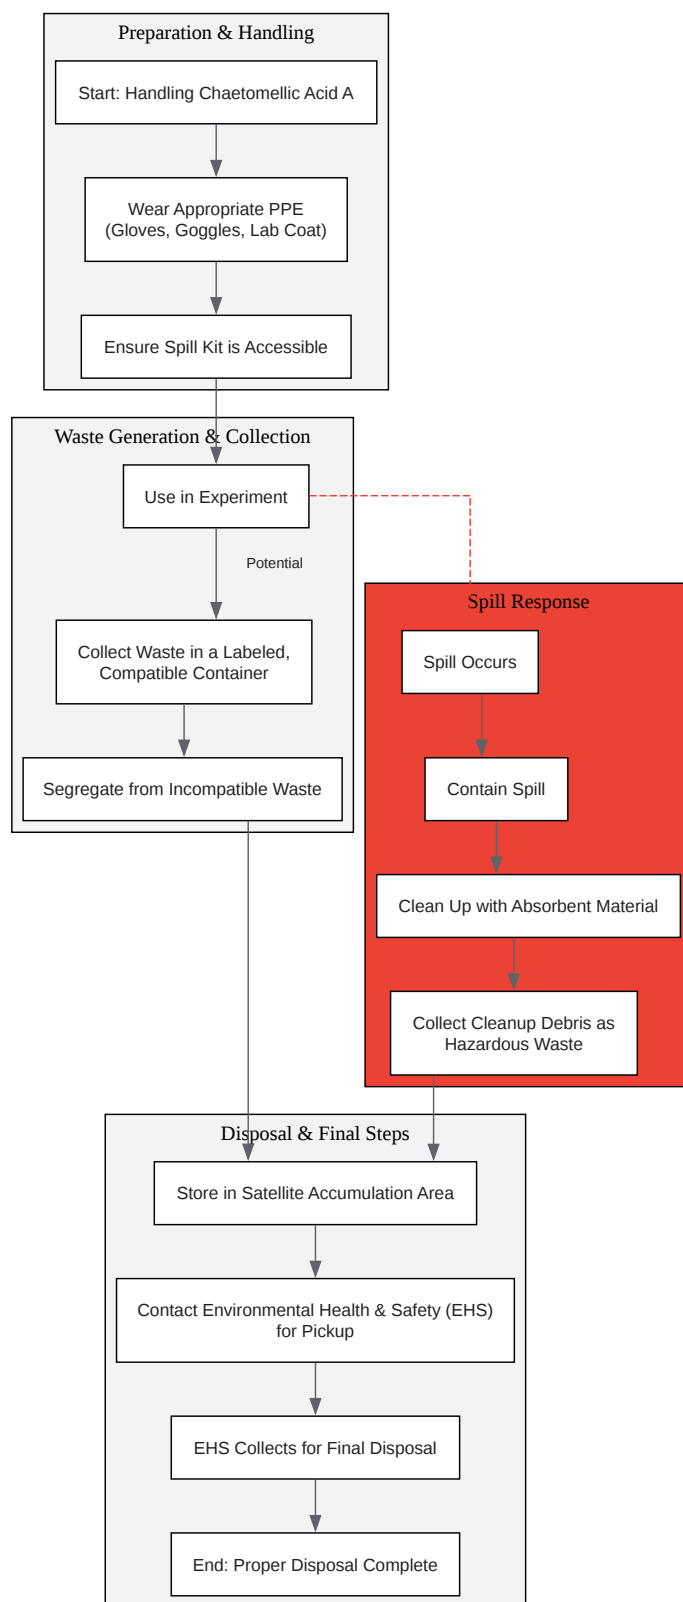 Preparation & Handling
Start: Handling Chaetomellic Acid A
Wear Appropriate PPE
(Gloves, Goggles, Lab Coat)
Ensure Spill Kit is Accessible
Waste Generation & Collection
Use in Experiment
Potential
Collect Waste in a Labeled,
Compatible Container
Segregate from Incompatible Waste
Spill Response
Spill Occurs
Contain Spill
Clean Up with Absorbent Material
Collect Cleanup Debris as
Hazardous Waste
Disposal & Final Steps
Store in Satellite Accumulation Area
Contact Environmental Health & Safety (EHS)
for Pickup
EHS Collects for Final Disposal
End: Proper Disposal Complete